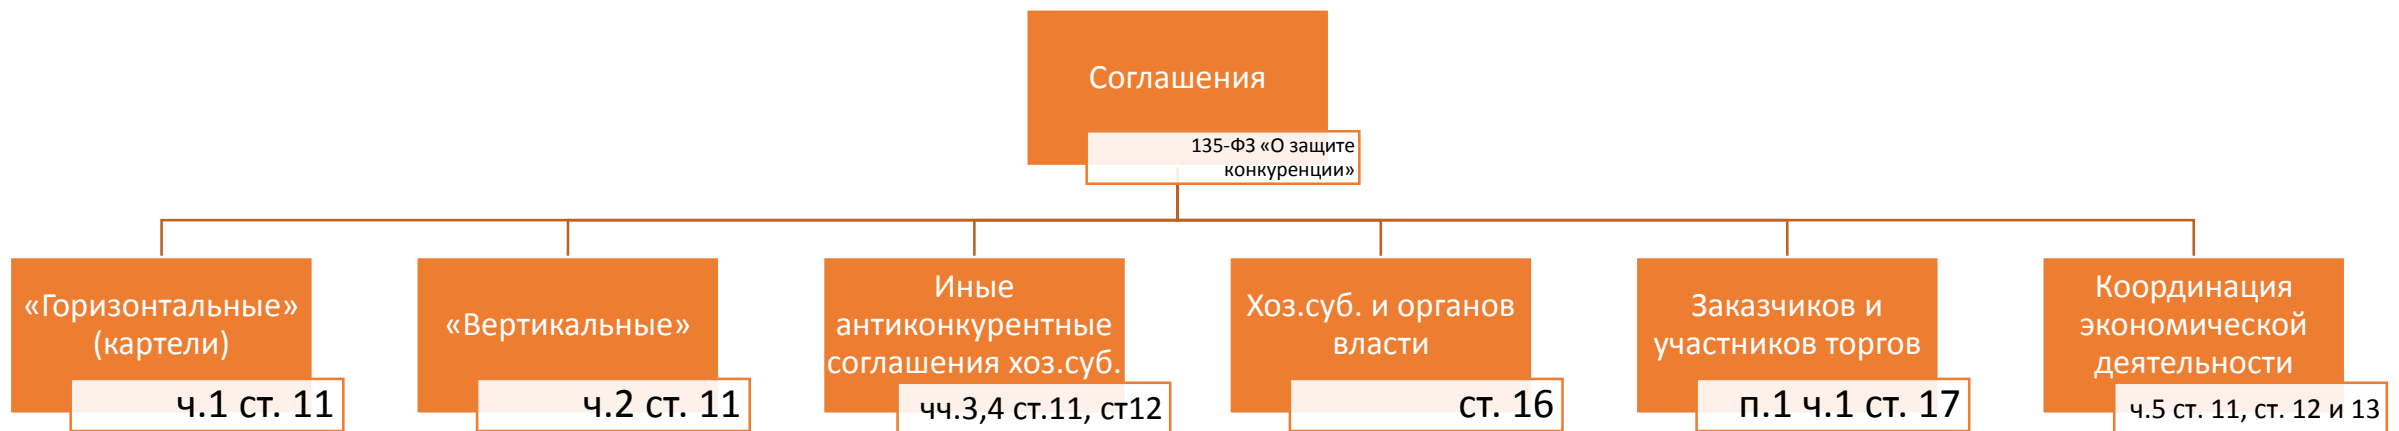 Соглашения
135-ФЗ «О защите
конкуренции»
«Горизонтальные»
(картели)
ч.1 ст. 11
«Вертикальные»
ч.2 ст. 11
Иные
антиконкурентные
соглашения хоз.суб.
чч.3,4 ст.11, ст12
Хоз.суб. и органов
власти
ст. 16
Заказчиков и
участников торгов
п.1 ч.1 ст. 17
Координация
экономической
деятельности
ч.5 ст. 11, ст. 12 и 13